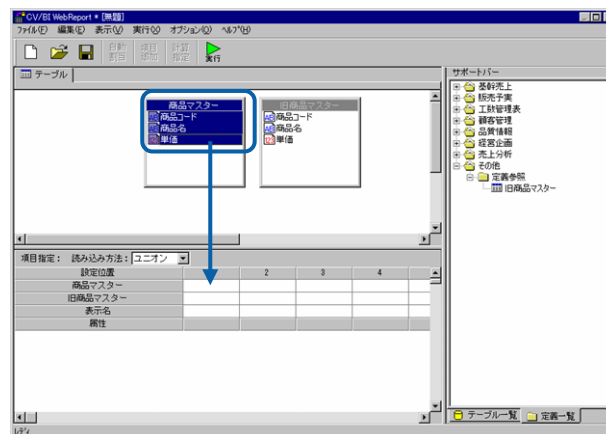 CV/BI WebReport * [無題]
ファイル(F) 編集(E) 表示(V) 実行(X) オプション(O) ヘルプ(H)
自動割当 項目追加 計算指定 実行
テーブル
商品マスター
商品コード
商品名
単価
旧商品マスター
商品コード
商品名
単価
項目指定： 読み込み方法： ユニオン
設定位置 2 3 4
商品マスター
旧商品マスター
表示名
属性
サポートバー
基幹売上
販売予実
工数管理表
顧客管理
品質情報
経営企画
売上分析
その他
定義参照
旧商品マスター
テーブル一覧 定義一覧
レディ